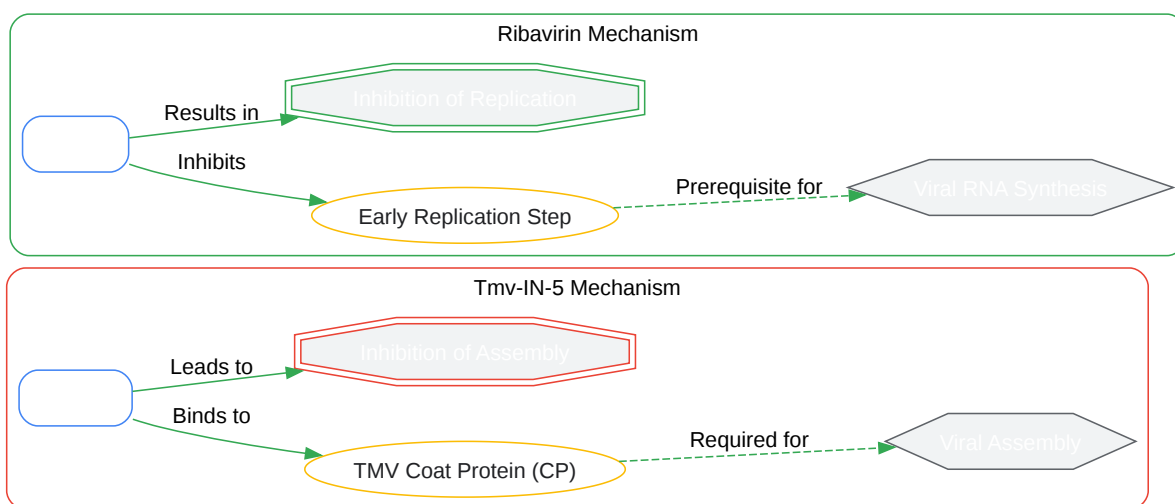 Ribavirin Mechanism
Inhibition of Replication
Results in
Inhibits
Early Replication Step
Prerequisite for
Viral RNA Synthesis
Tmv-IN-5 Mechanism
Inhibition of Assembly
Leads to
Binds to
TMV Coat Protein (CP)
Required for
Viral Assembly